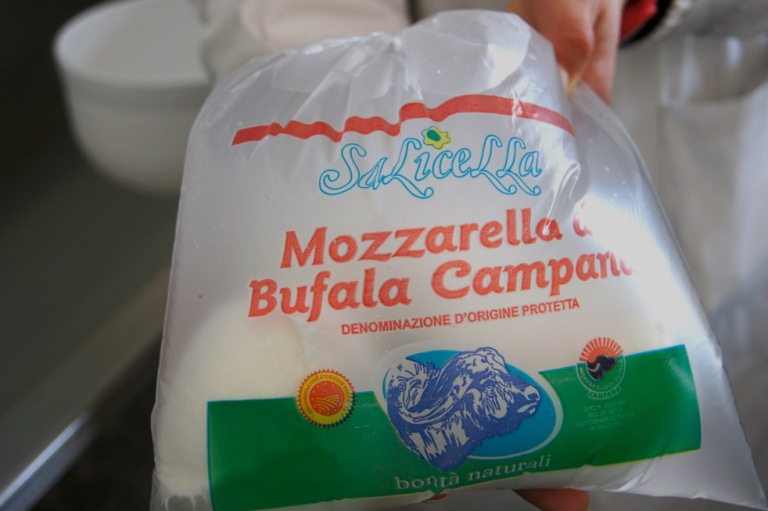 SaLiceLLa
Mozzarella di
Bufala Campana
DENOMINAZIONE D'ORIGINE PROTETTA
bontà naturali